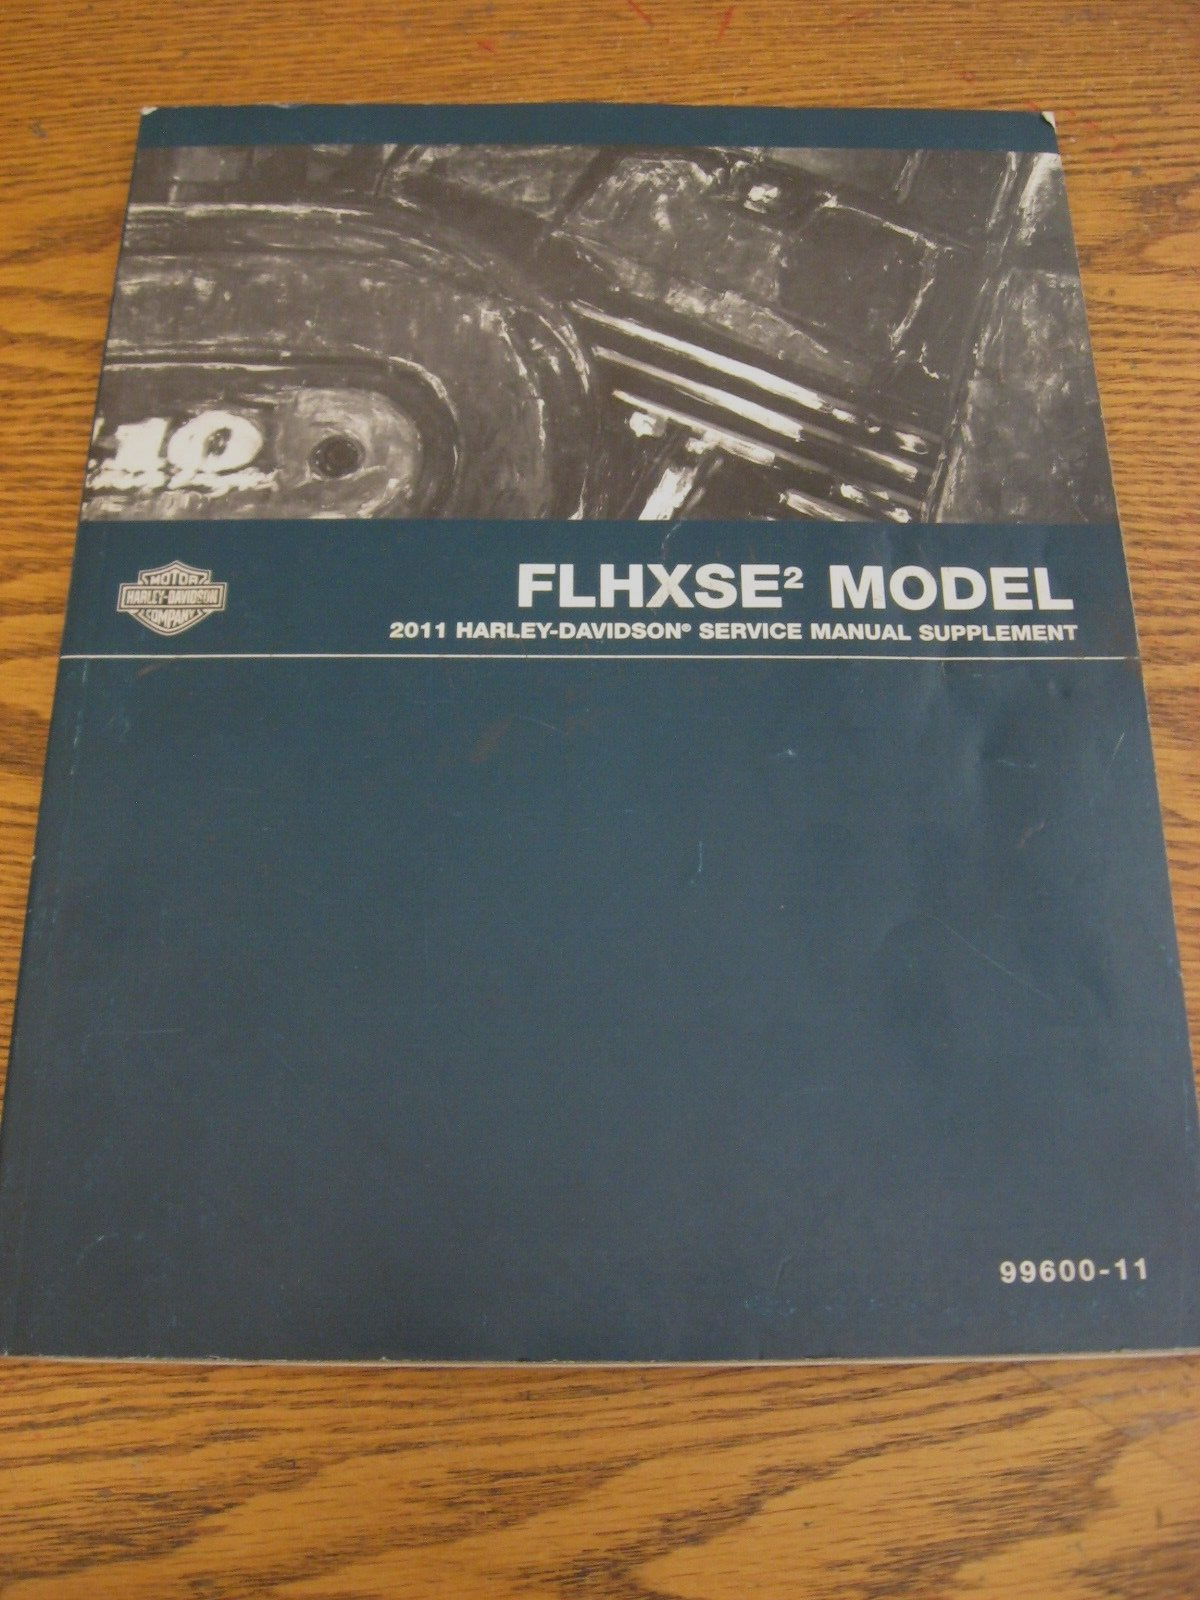 MOTOR
HARLEY-DAVIDSON
COMPANY
FLHXSE² MODEL
2011 HARLEY-DAVIDSON® SERVICE MANUAL SUPPLEMENT
99600-11